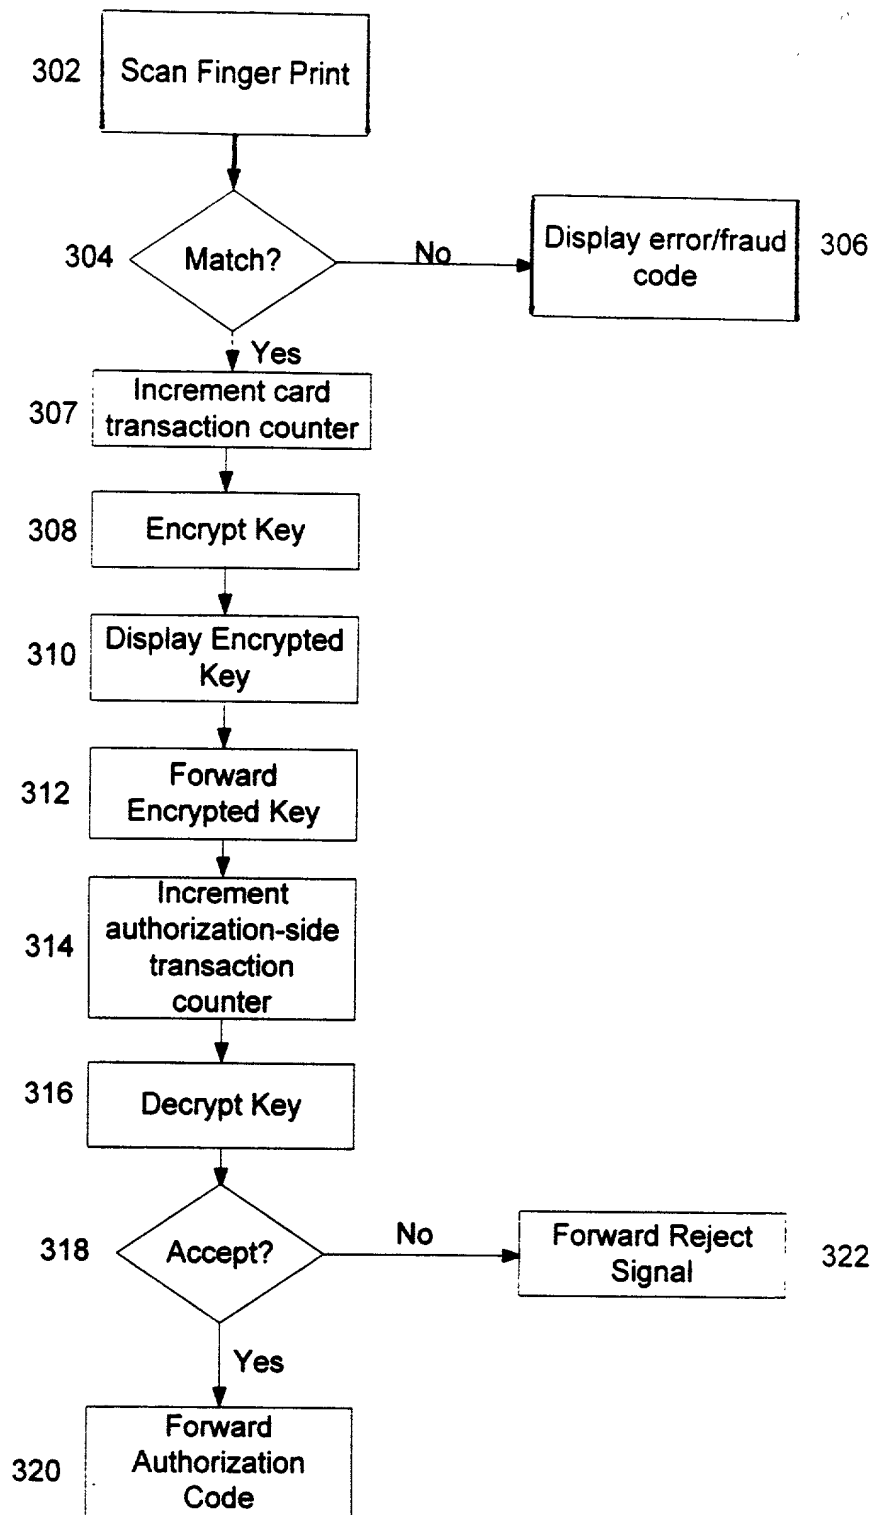 302
Scan Finger Print
304
Match?
No
Display error/fraud
code
306
Yes
307
Increment card
transaction counter
308
Encrypt Key
310
Display Encrypted
Key
312
Forward
Encrypted Key
314
Increment
authorization-side
transaction
counter
316
Decrypt Key
318
Accept?
No
Forward Reject
Signal
322
Yes
320
Forward
Authorization
Code